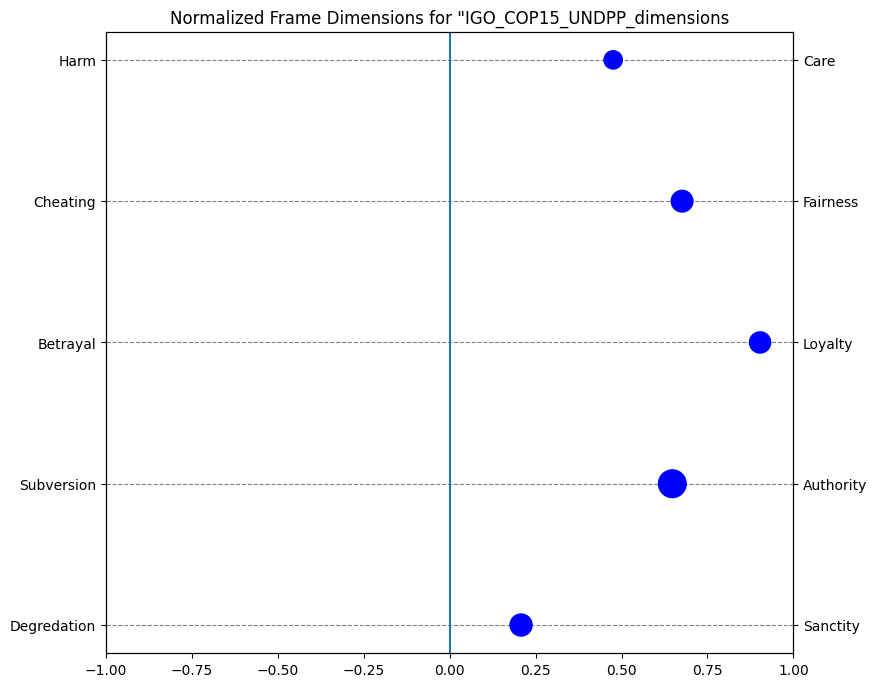 Normalized Frame Dimensions for "IGO_COP15_UNDPP_dimensions
Harm
Care
Cheating
Fairness
Betrayal
Loyalty
Subversion
Authority
Degredation
Sanctity
−1.00 −0.75 −0.50 −0.25 0.00 0.25 0.50 0.75 1.00